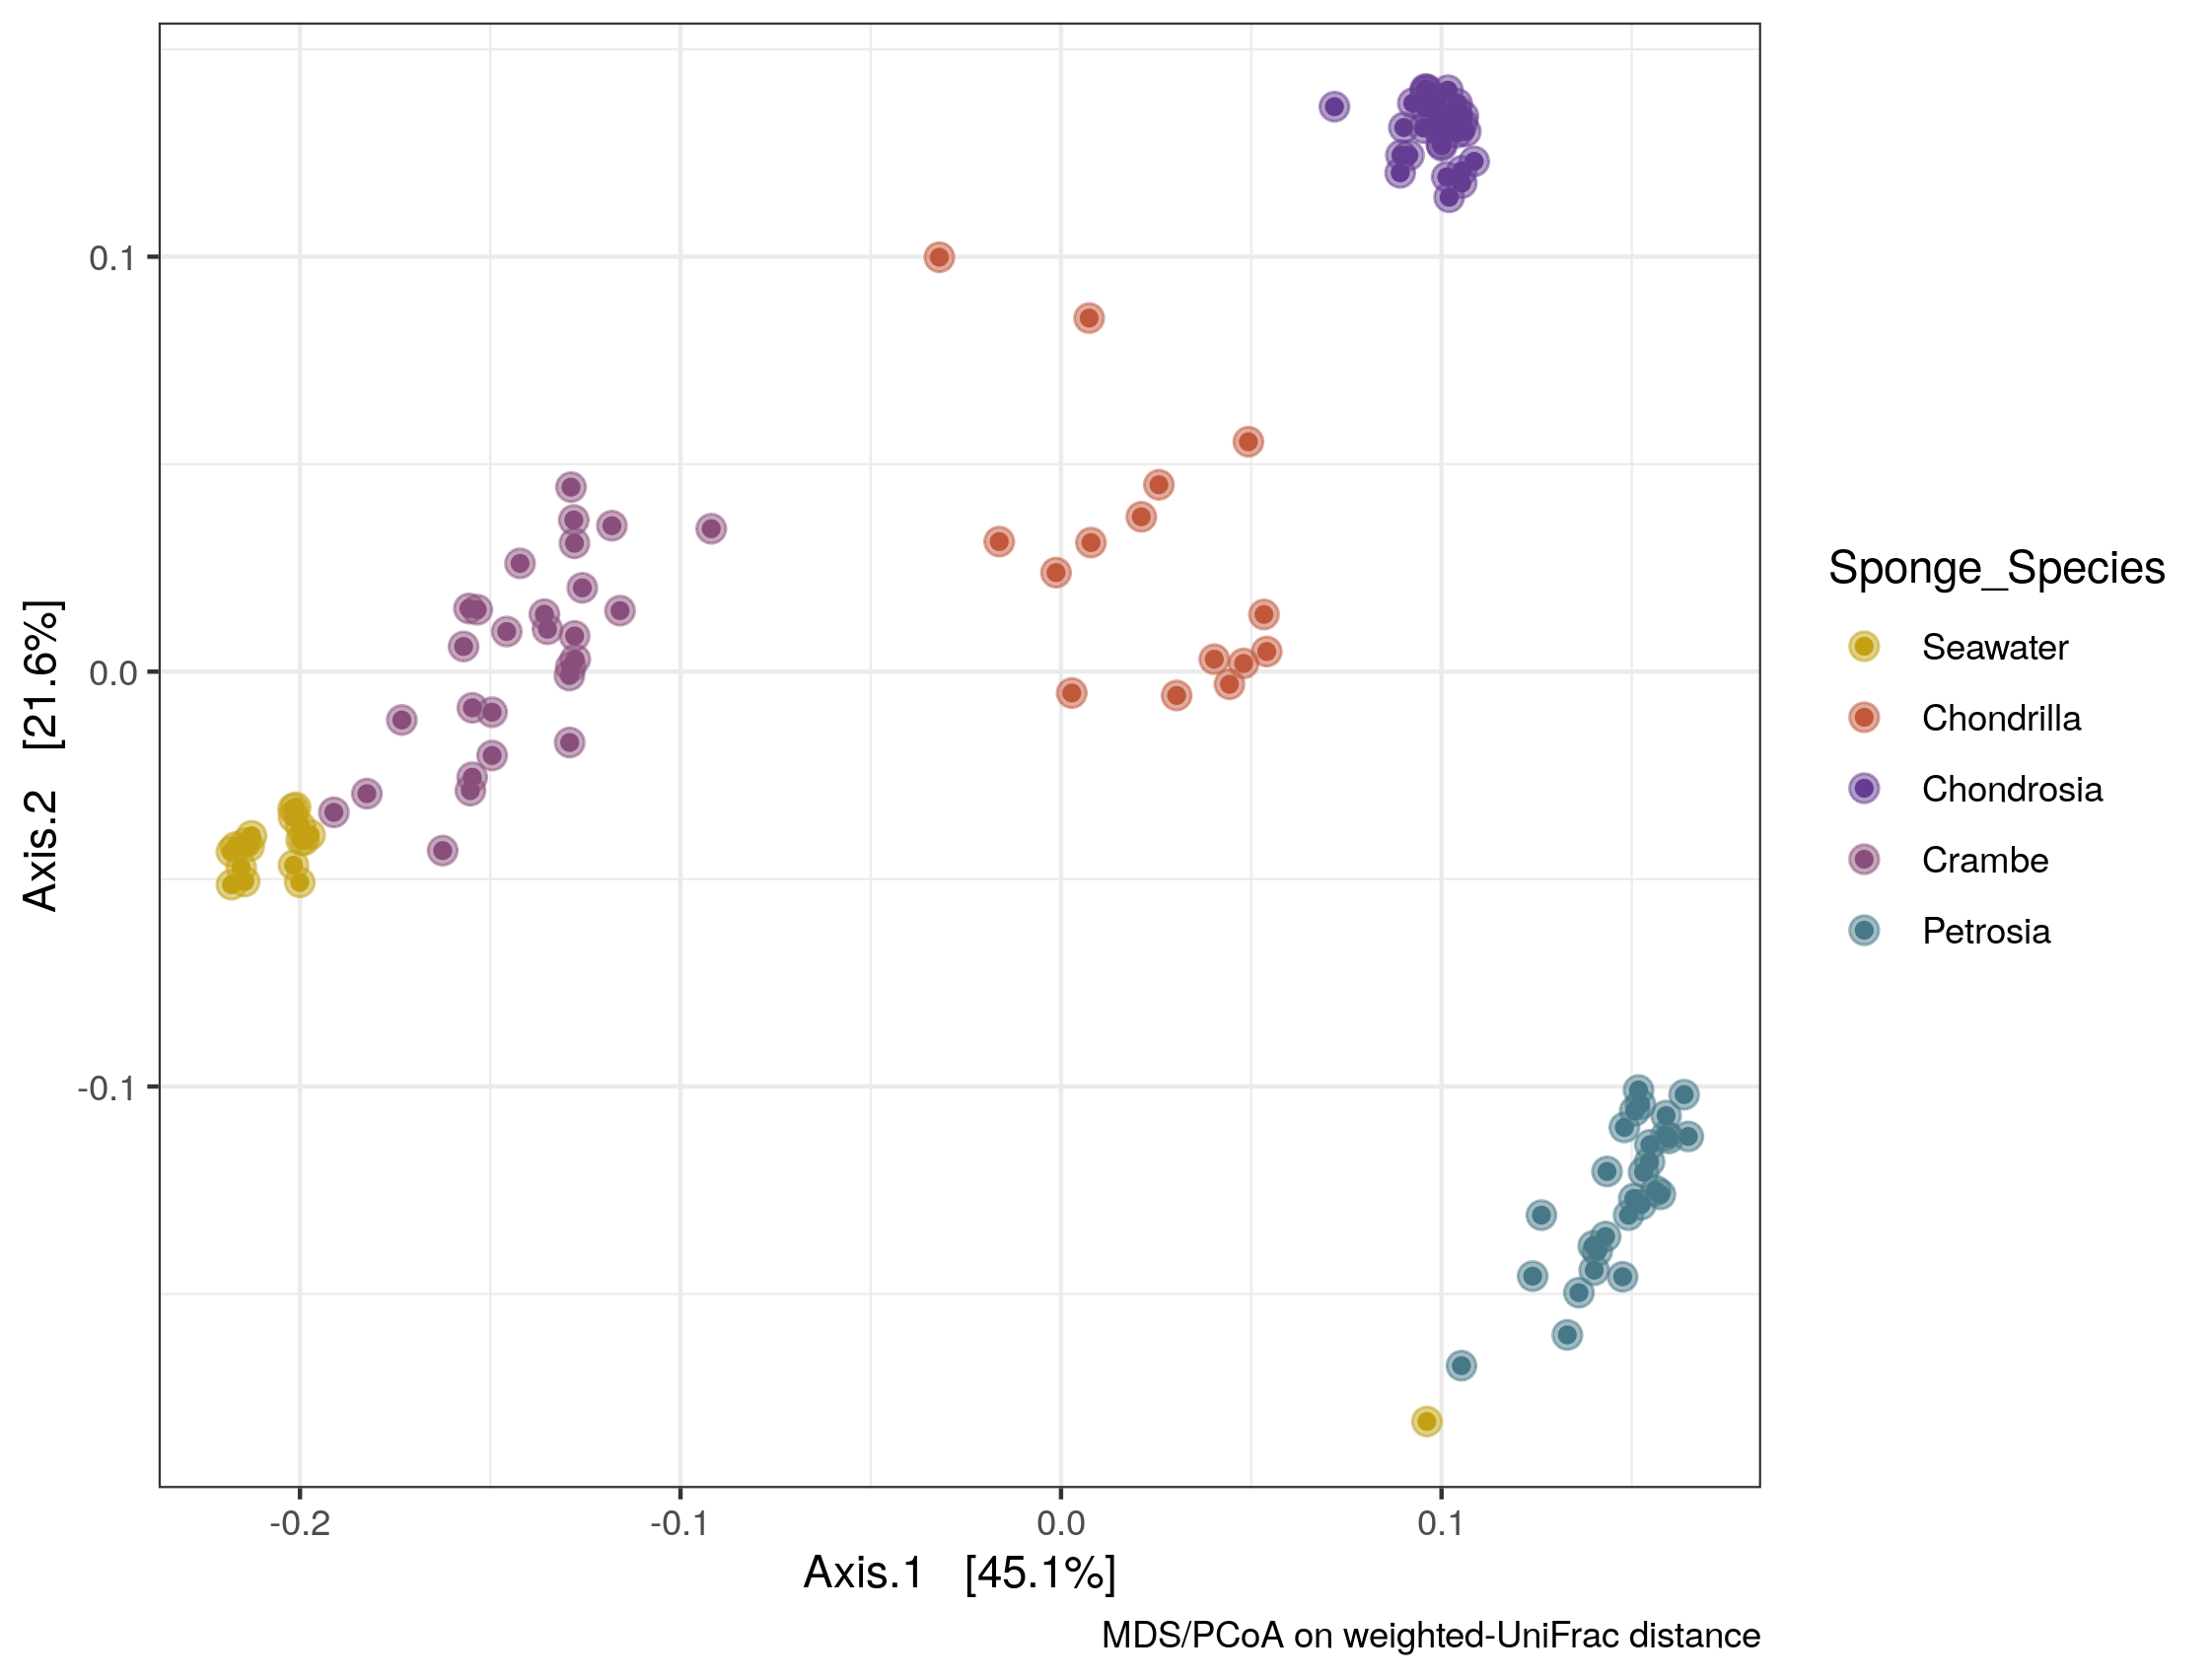 Axis.2 [21.6%]
0.1
0.0
-0.1
-0.2
-0.1
0.0
0.1
Axis.1 [45.1%]
MDS/PCoA on weighted-UniFrac distance
Sponge_Species
Seawater
Chondrilla
Chondrosia
Crambe
Petrosia